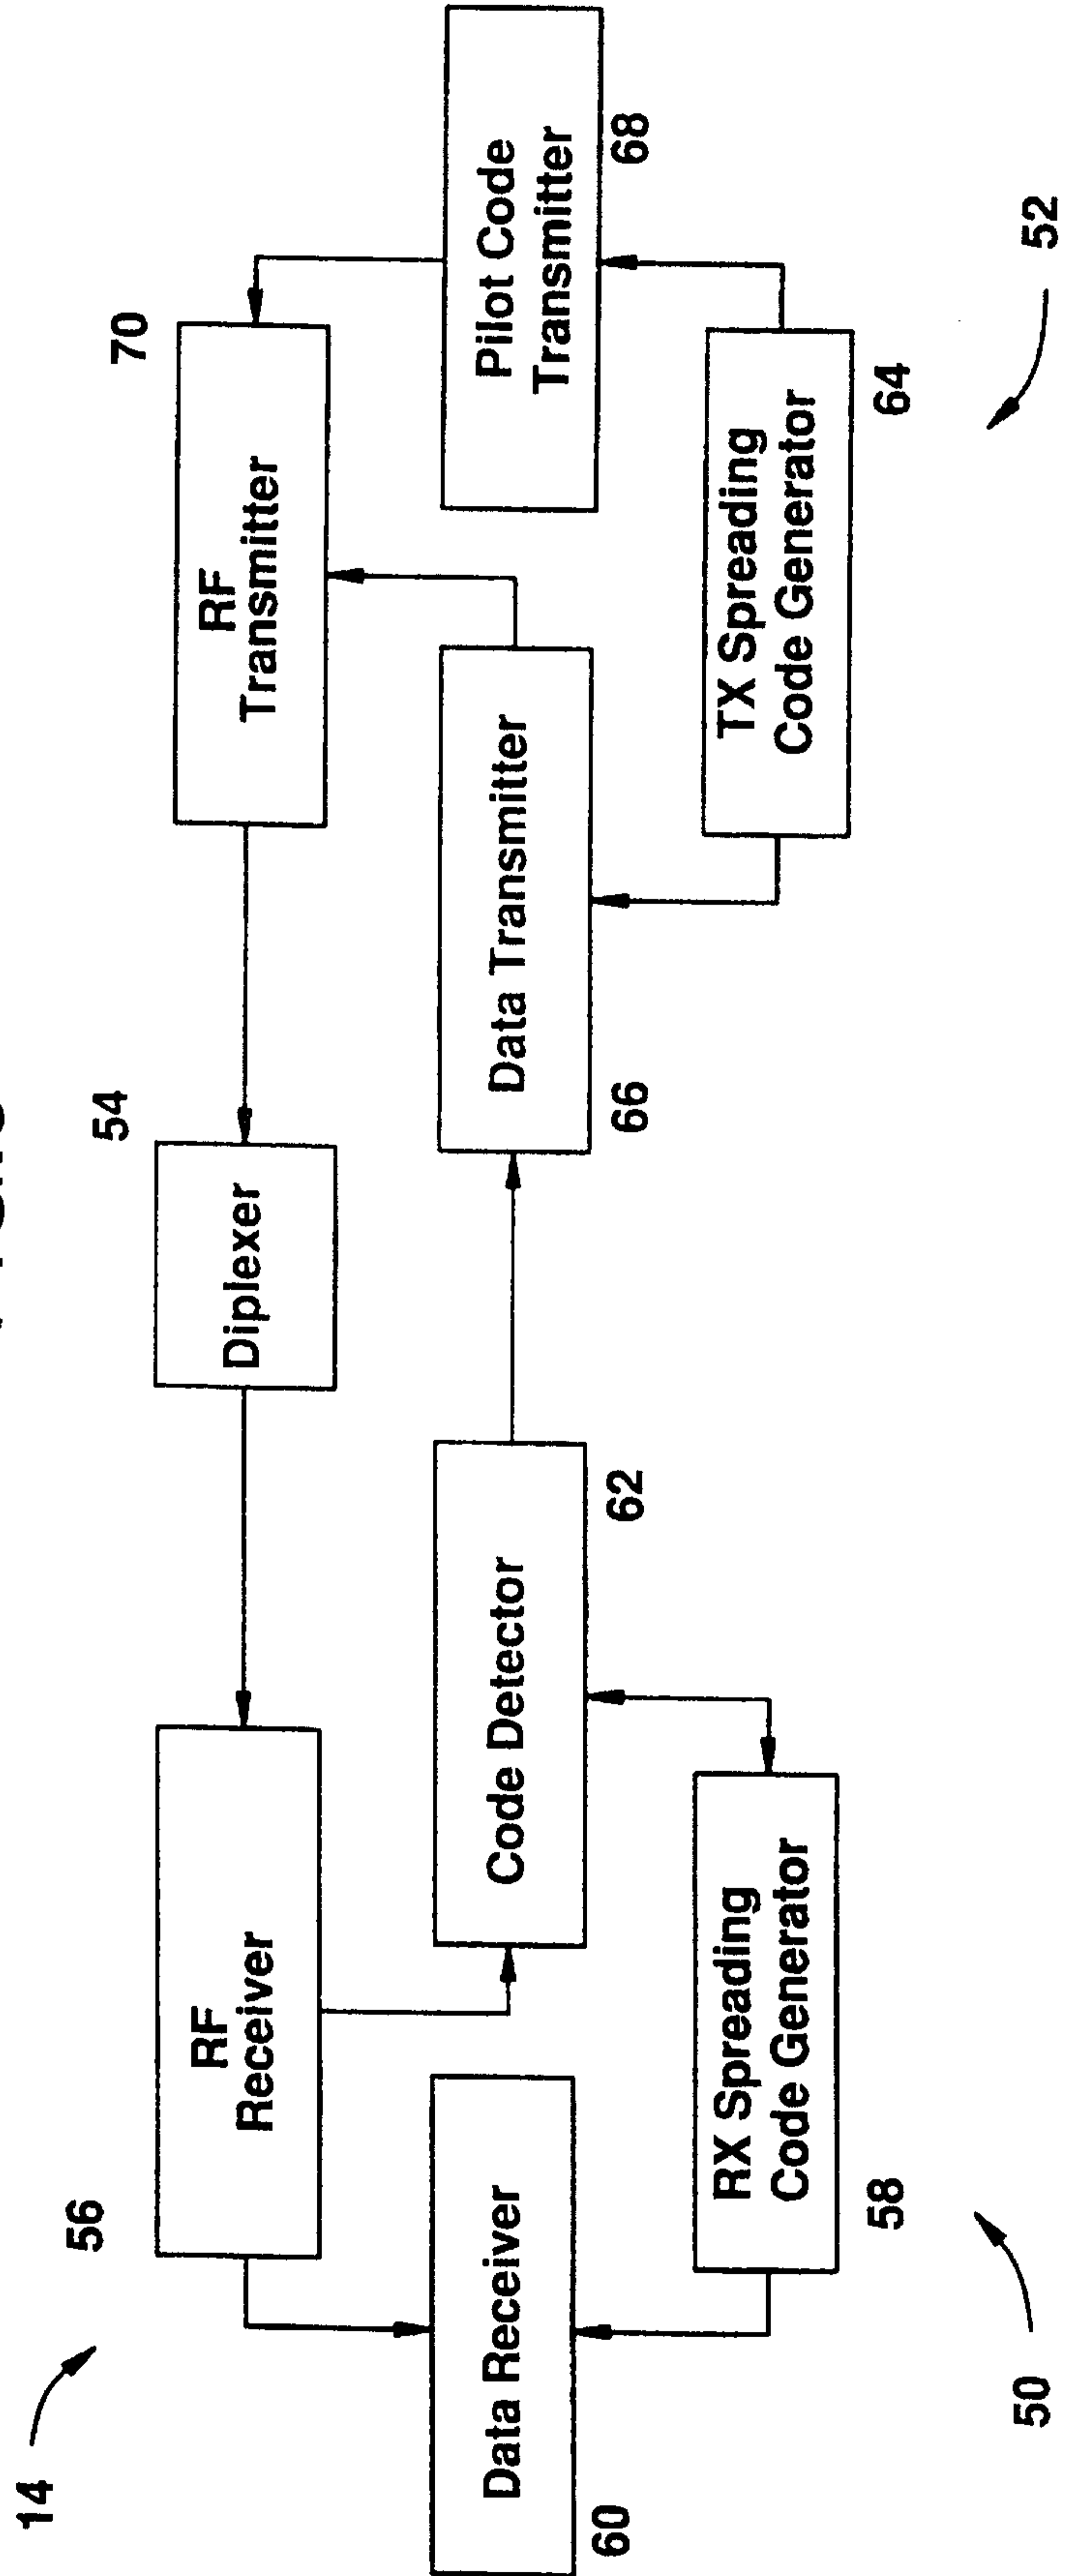 14
56
54
70
RF
Receiver
Diplexer
RF
Transmitter
Data Receiver
Code Detector
Data Transmitter
Pilot Code
Transmitter
60
62
66
68
RX Spreading
Code Generator
TX Spreading
Code Generator
58
64
50
52